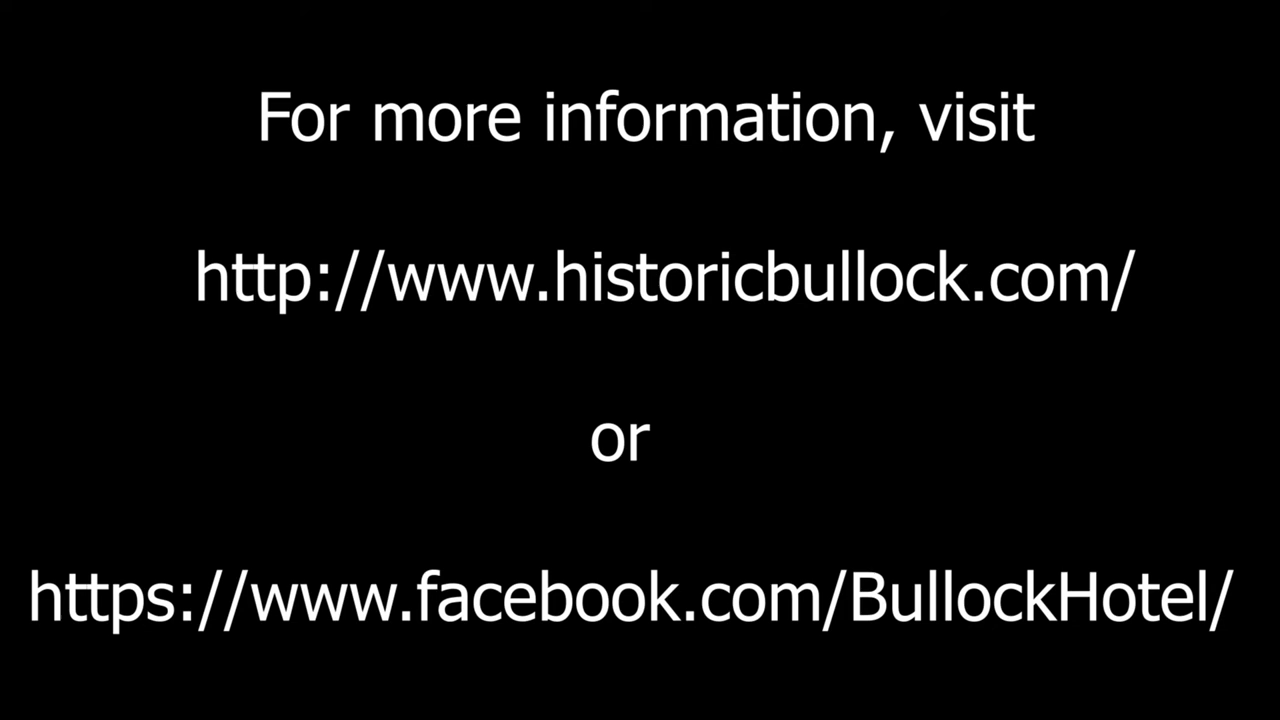 For more information, visit
http://www.historicbullock.com/
or
https://www.facebook.com/BullockHotel/